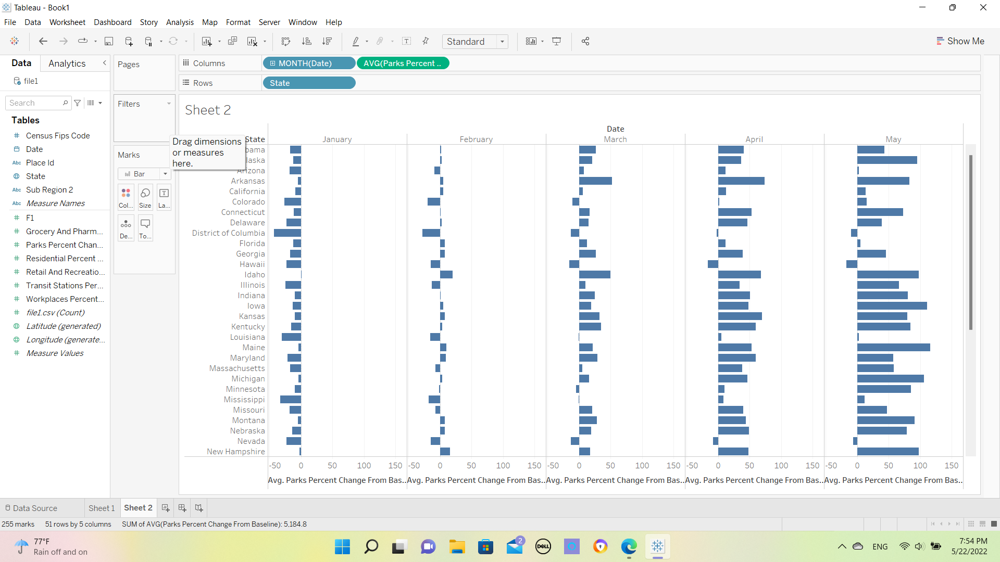 Tableau - Book1
File Data Worksheet Dashboard Story Analysis Map Format Server Window Help
Standard
Show Me
Data Analytics
file1
Search
Tables
Census Fips Code
Date
Abc Place Id
State
Abc Sub Region 2
Abc Measure Names
F1
Grocery And Pharm...
Parks Percent Chan...
Residential Percent ...
Retail And Recreatio...
Transit Stations Per...
Workplaces Percent...
file1.csv (Count)
Latitude (generated)
Longitude (generate...
Measure Values
Pages
Filters
Drag dimensions
or measures
here.
Marks
Bar
Col... Size La...
De... To...
Columns MONTH(Date) AVG(Parks Percent ..
Rows State
Sheet 2
Date
State January February March April May
bama
laska
Arizona
Arkansas
California
Colorado
Connecticut
Delaware
District of Columbia
Florida
Georgia
Hawaii
Idaho
Illinois
Indiana
Iowa
Kansas
Kentucky
Louisiana
Maine
Maryland
Massachusetts
Michigan
Minnesota
Mississippi
Missouri
Montana
Nebraska
Nevada
New Hampshire
-50 0 50 100 150 -50 0 50 100 150 -50 0 50 100 150 -50 0 50 100 150 -50 0 50 100 150
Avg. Parks Percent Change From Bas.. Avg. Parks Percent Change From Bas.. Avg. Parks Percent Change From Bas.. Avg. Parks Percent Change From Bas.. Avg. Parks Percent Change From Bas..
Data Source Sheet 1 Sheet 2
255 marks 51 rows by 5 columns SUM of AVG(Parks Percent Change From Baseline): 5,184.8
77°F
Rain off and on
2
DELL
ENG
7:54 PM
5/22/2022